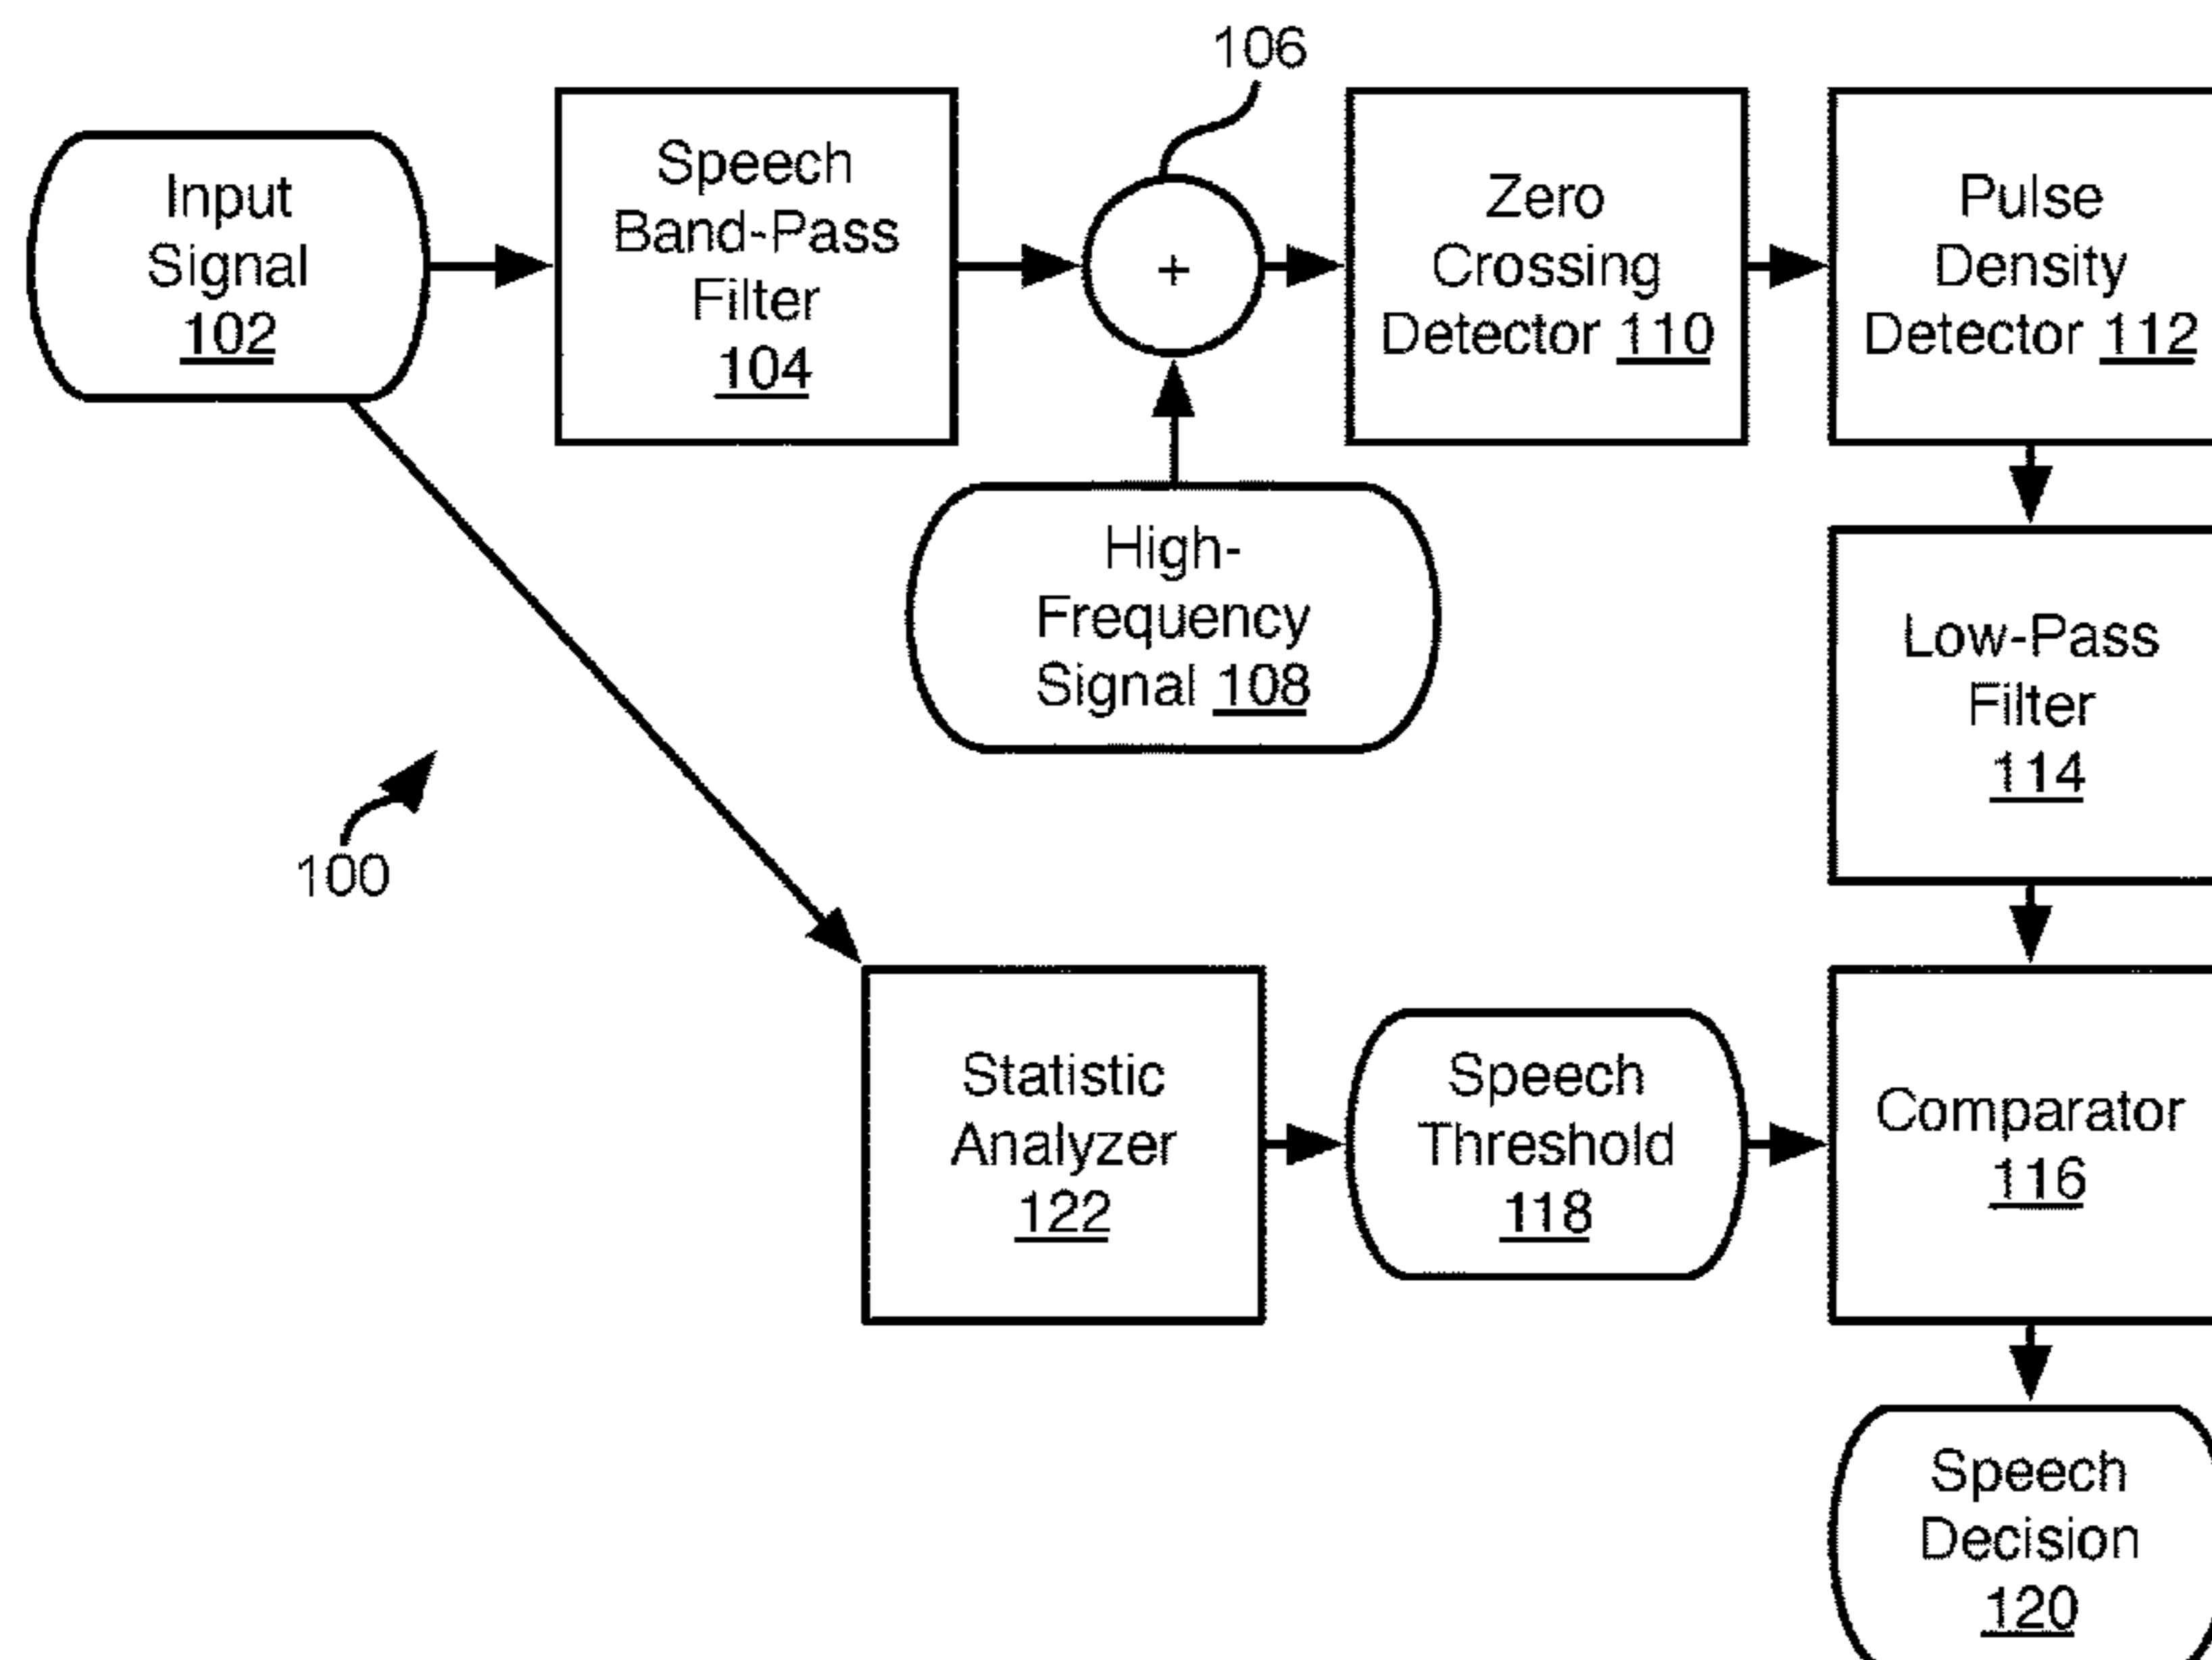 106
Input
Signal
102
Speech
Band-Pass
Filter
104
+
Zero
Crossing
Detector 110
Pulse
Density
Detector 112
High-
Frequency
Signal 108
Low-Pass
Filter
114
100
Statistic
Analyzer
122
Speech
Threshold
118
Comparator
116
Speech
Decision
120